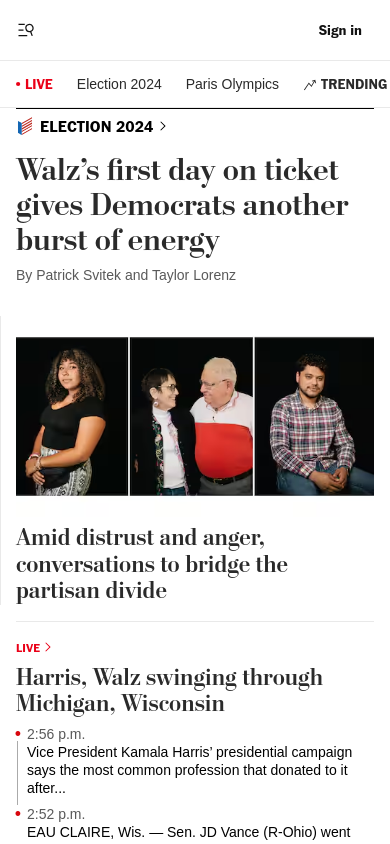 Sign in
• LIVE Election 2024 Paris Olympics TRENDING
ELECTION 2024
Walz’s first day on ticket
gives Democrats another
burst of energy
By Patrick Svitek and Taylor Lorenz
Amid distrust and anger,
conversations to bridge the
partisan divide
LIVE
Harris, Walz swinging through
Michigan, Wisconsin
2:56 p.m.
Vice President Kamala Harris’ presidential campaign
says the most common profession that donated to it
after...
2:52 p.m.
EAU CLAIRE, Wis. — Sen. JD Vance (R-Ohio) went